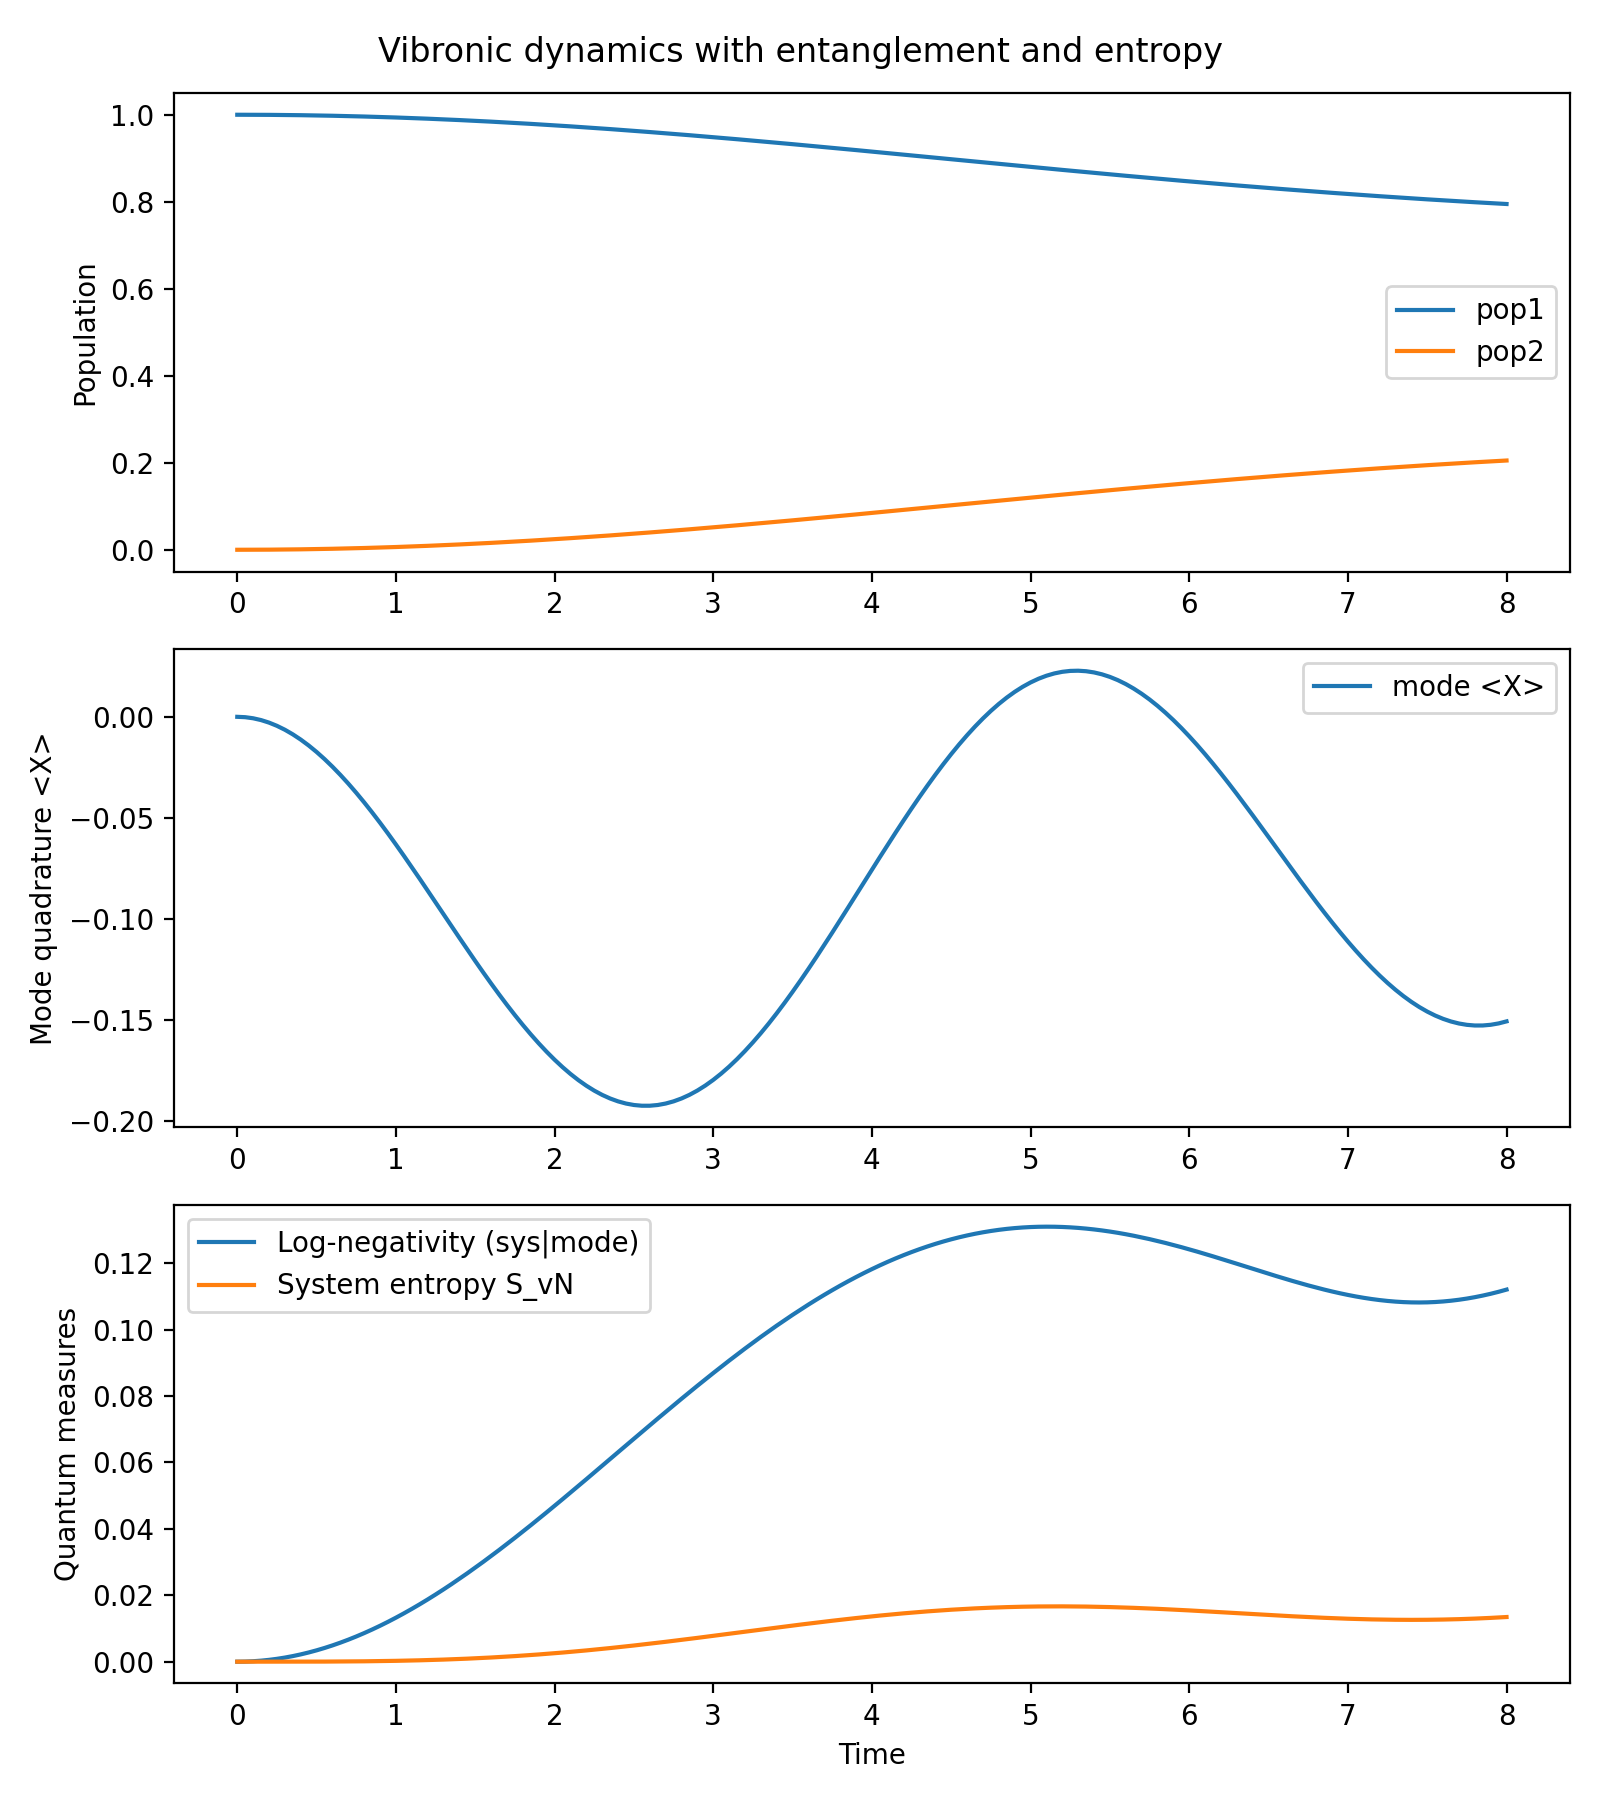 Vibronic dynamics with entanglement and entropy
1.0
0.8
0.6
0.4
0.2
0.0
Population
pop1
pop2
0 1 2 3 4 5 6 7 8
0.00
−0.05
−0.10
−0.15
−0.20
Mode quadrature <X>
mode <X>
0 1 2 3 4 5 6 7 8
0.12
0.10
0.08
0.06
0.04
0.02
0.00
Quantum measures
Log-negativity (sys|mode)
System entropy S_vN
0 1 2 3 4 5 6 7 8
Time